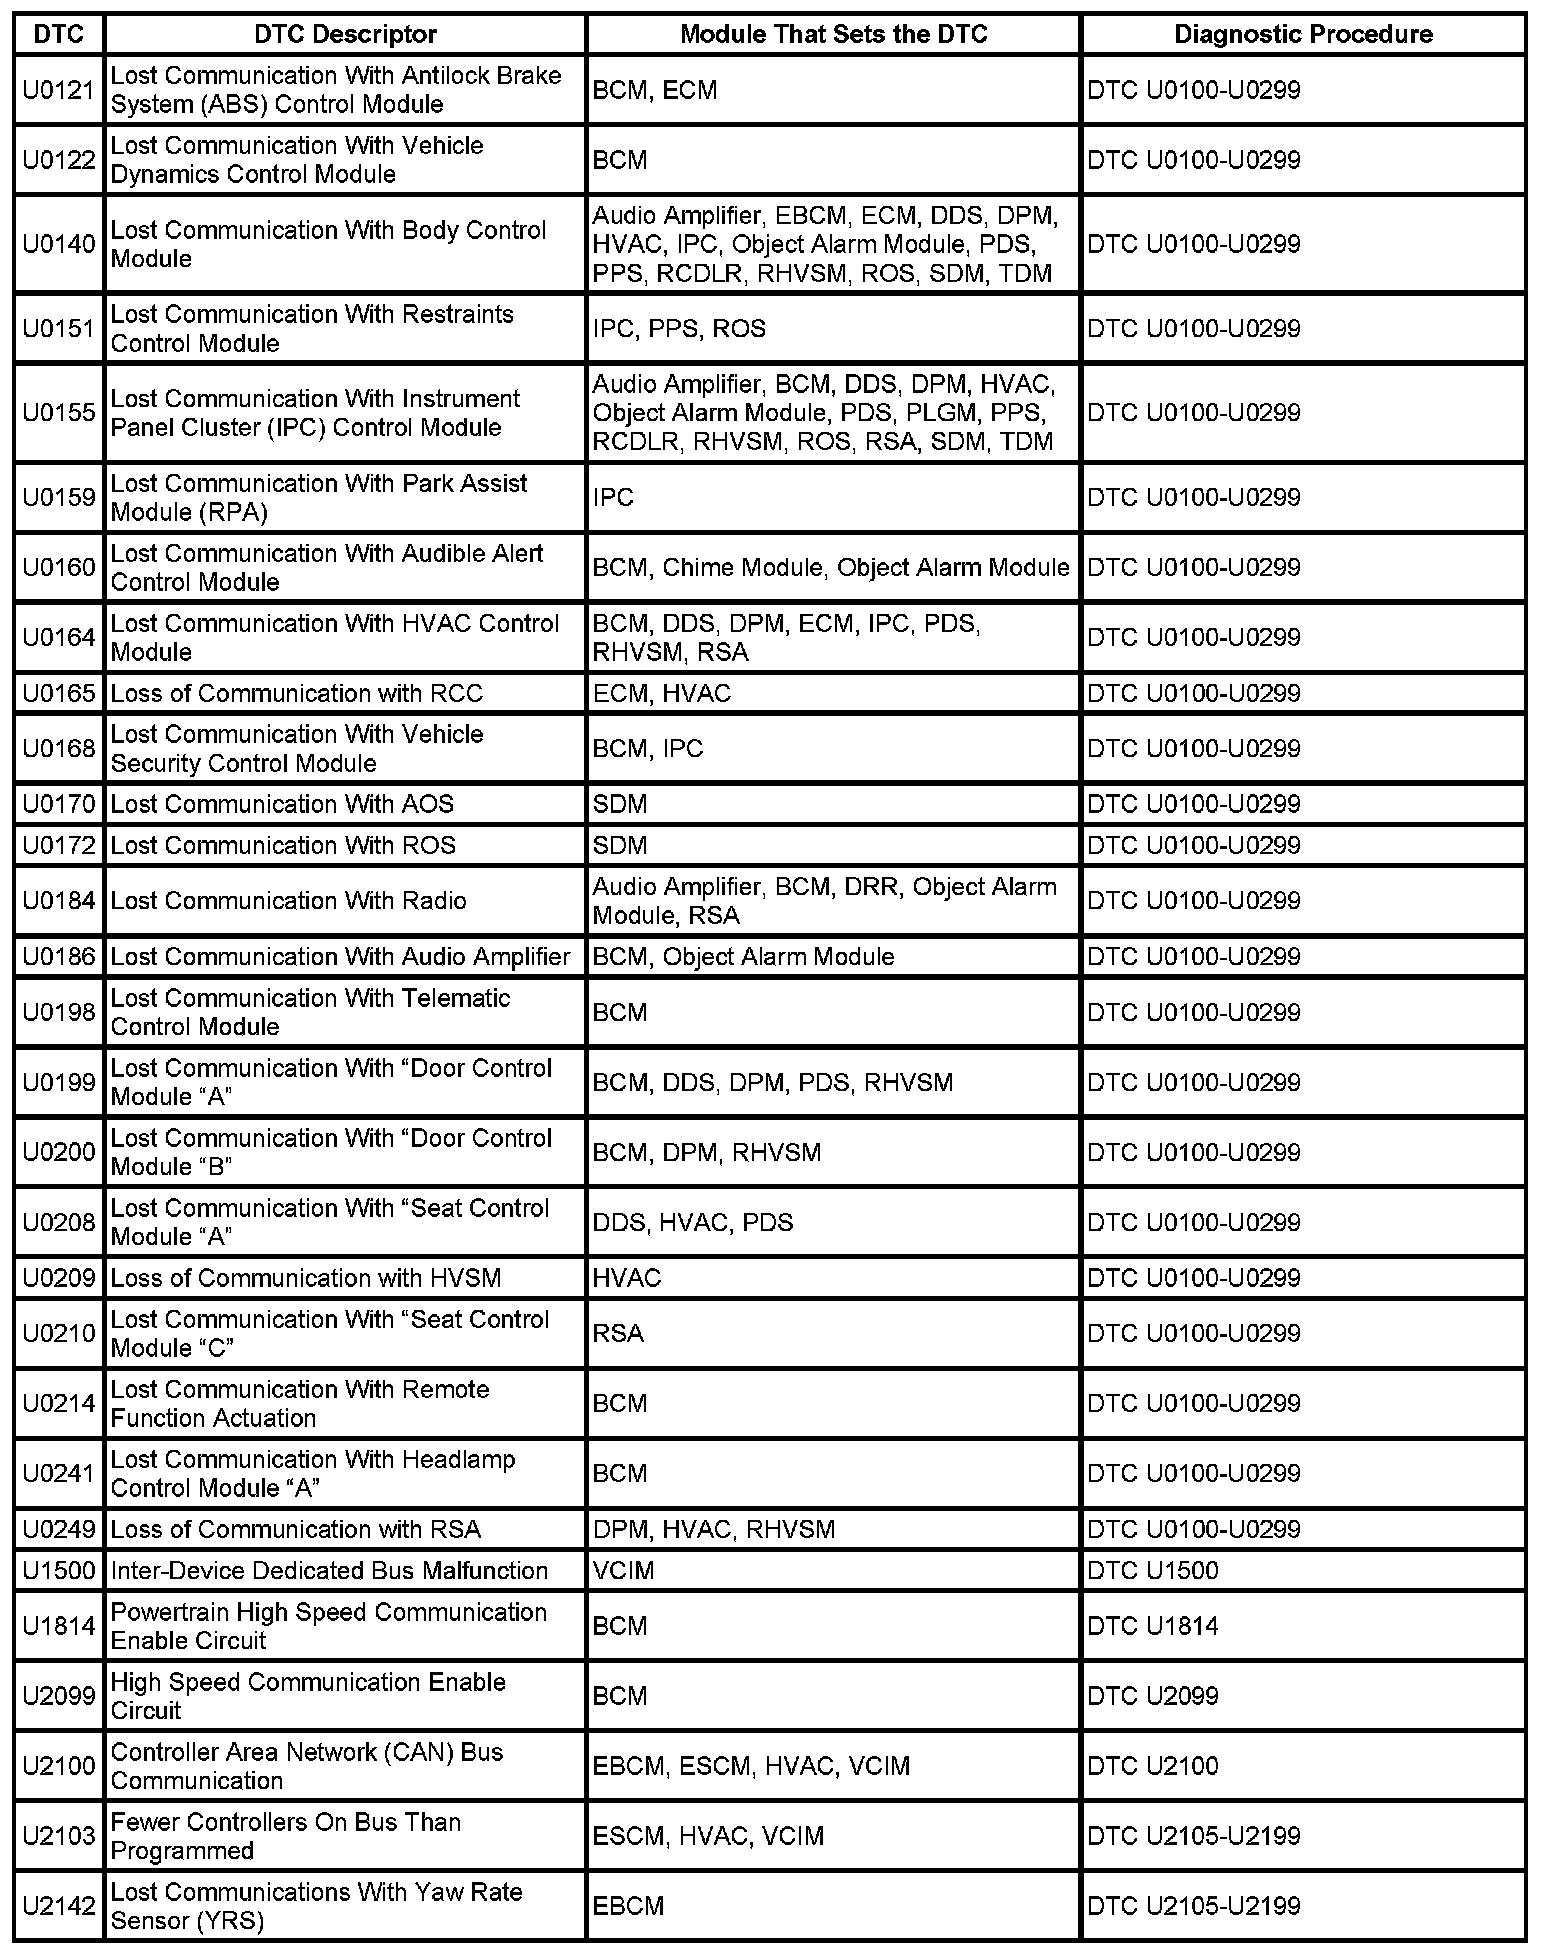 DTC DTC Descriptor Module That Sets the DTC Diagnostic Procedure
U0121 Lost Communication With Antilock Brake System (ABS) Control Module BCM, ECM DTC U0100-U0299
U0122 Lost Communication With Vehicle Dynamics Control Module BCM DTC U0100-U0299
U0140 Lost Communication With Body Control Module Audio Amplifier, EBCM, ECM, DDS, DPM, HVAC, IPC, Object Alarm Module, PDS, PPS, RCDLR, RHVSM, ROS, SDM, TDM DTC U0100-U0299
U0151 Lost Communication With Restraints Control Module IPC, PPS, ROS DTC U0100-U0299
U0155 Lost Communication With Instrument Panel Cluster (IPC) Control Module Audio Amplifier, BCM, DDS, DPM, HVAC, Object Alarm Module, PDS, PLGM, PPS, RCDLR, RHVSM, ROS, RSA, SDM, TDM DTC U0100-U0299
U0159 Lost Communication With Park Assist Module (RPA) IPC DTC U0100-U0299
U0160 Lost Communication With Audible Alert Control Module BCM, Chime Module, Object Alarm Module DTC U0100-U0299
U0164 Lost Communication With HVAC Control Module BCM, DDS, DPM, ECM, IPC, PDS, RHVSM, RSA DTC U0100-U0299
U0165 Loss of Communication with RCC ECM, HVAC DTC U0100-U0299
U0168 Lost Communication With Vehicle Security Control Module BCM, IPC DTC U0100-U0299
U0170 Lost Communication With AOS SDM DTC U0100-U0299
U0172 Lost Communication With ROS SDM DTC U0100-U0299
U0184 Lost Communication With Radio Audio Amplifier, BCM, DRR, Object Alarm Module, RSA DTC U0100-U0299
U0186 Lost Communication With Audio Amplifier BCM, Object Alarm Module DTC U0100-U0299
U0198 Lost Communication With Telematic Control Module BCM DTC U0100-U0299
U0199 Lost Communication With “Door Control Module “A” BCM, DDS, DPM, PDS, RHVSM DTC U0100-U0299
U0200 Lost Communication With “Door Control Module “B” BCM, DPM, RHVSM DTC U0100-U0299
U0208 Lost Communication With “Seat Control Module “A” DDS, HVAC, PDS DTC U0100-U0299
U0209 Loss of Communication with HVSM HVAC DTC U0100-U0299
U0210 Lost Communication With “Seat Control Module “C” RSA DTC U0100-U0299
U0214 Lost Communication With Remote Function Actuation BCM DTC U0100-U0299
U0241 Lost Communication With Headlamp Control Module “A” BCM DTC U0100-U0299
U0249 Loss of Communication with RSA DPM, HVAC, RHVSM DTC U0100-U0299
U1500 Inter-Device Dedicated Bus Malfunction VCIM DTC U1500
U1814 Powertrain High Speed Communication Enable Circuit BCM DTC U1814
U2099 High Speed Communication Enable Circuit BCM DTC U2099
U2100 Controller Area Network (CAN) Bus Communication EBCM, ESCM, HVAC, VCIM DTC U2100
U2103 Fewer Controllers On Bus Than Programmed ESCM, HVAC, VCIM DTC U2105-U2199
U2142 Lost Communications With Yaw Rate Sensor (YRS) EBCM DTC U2105-U2199